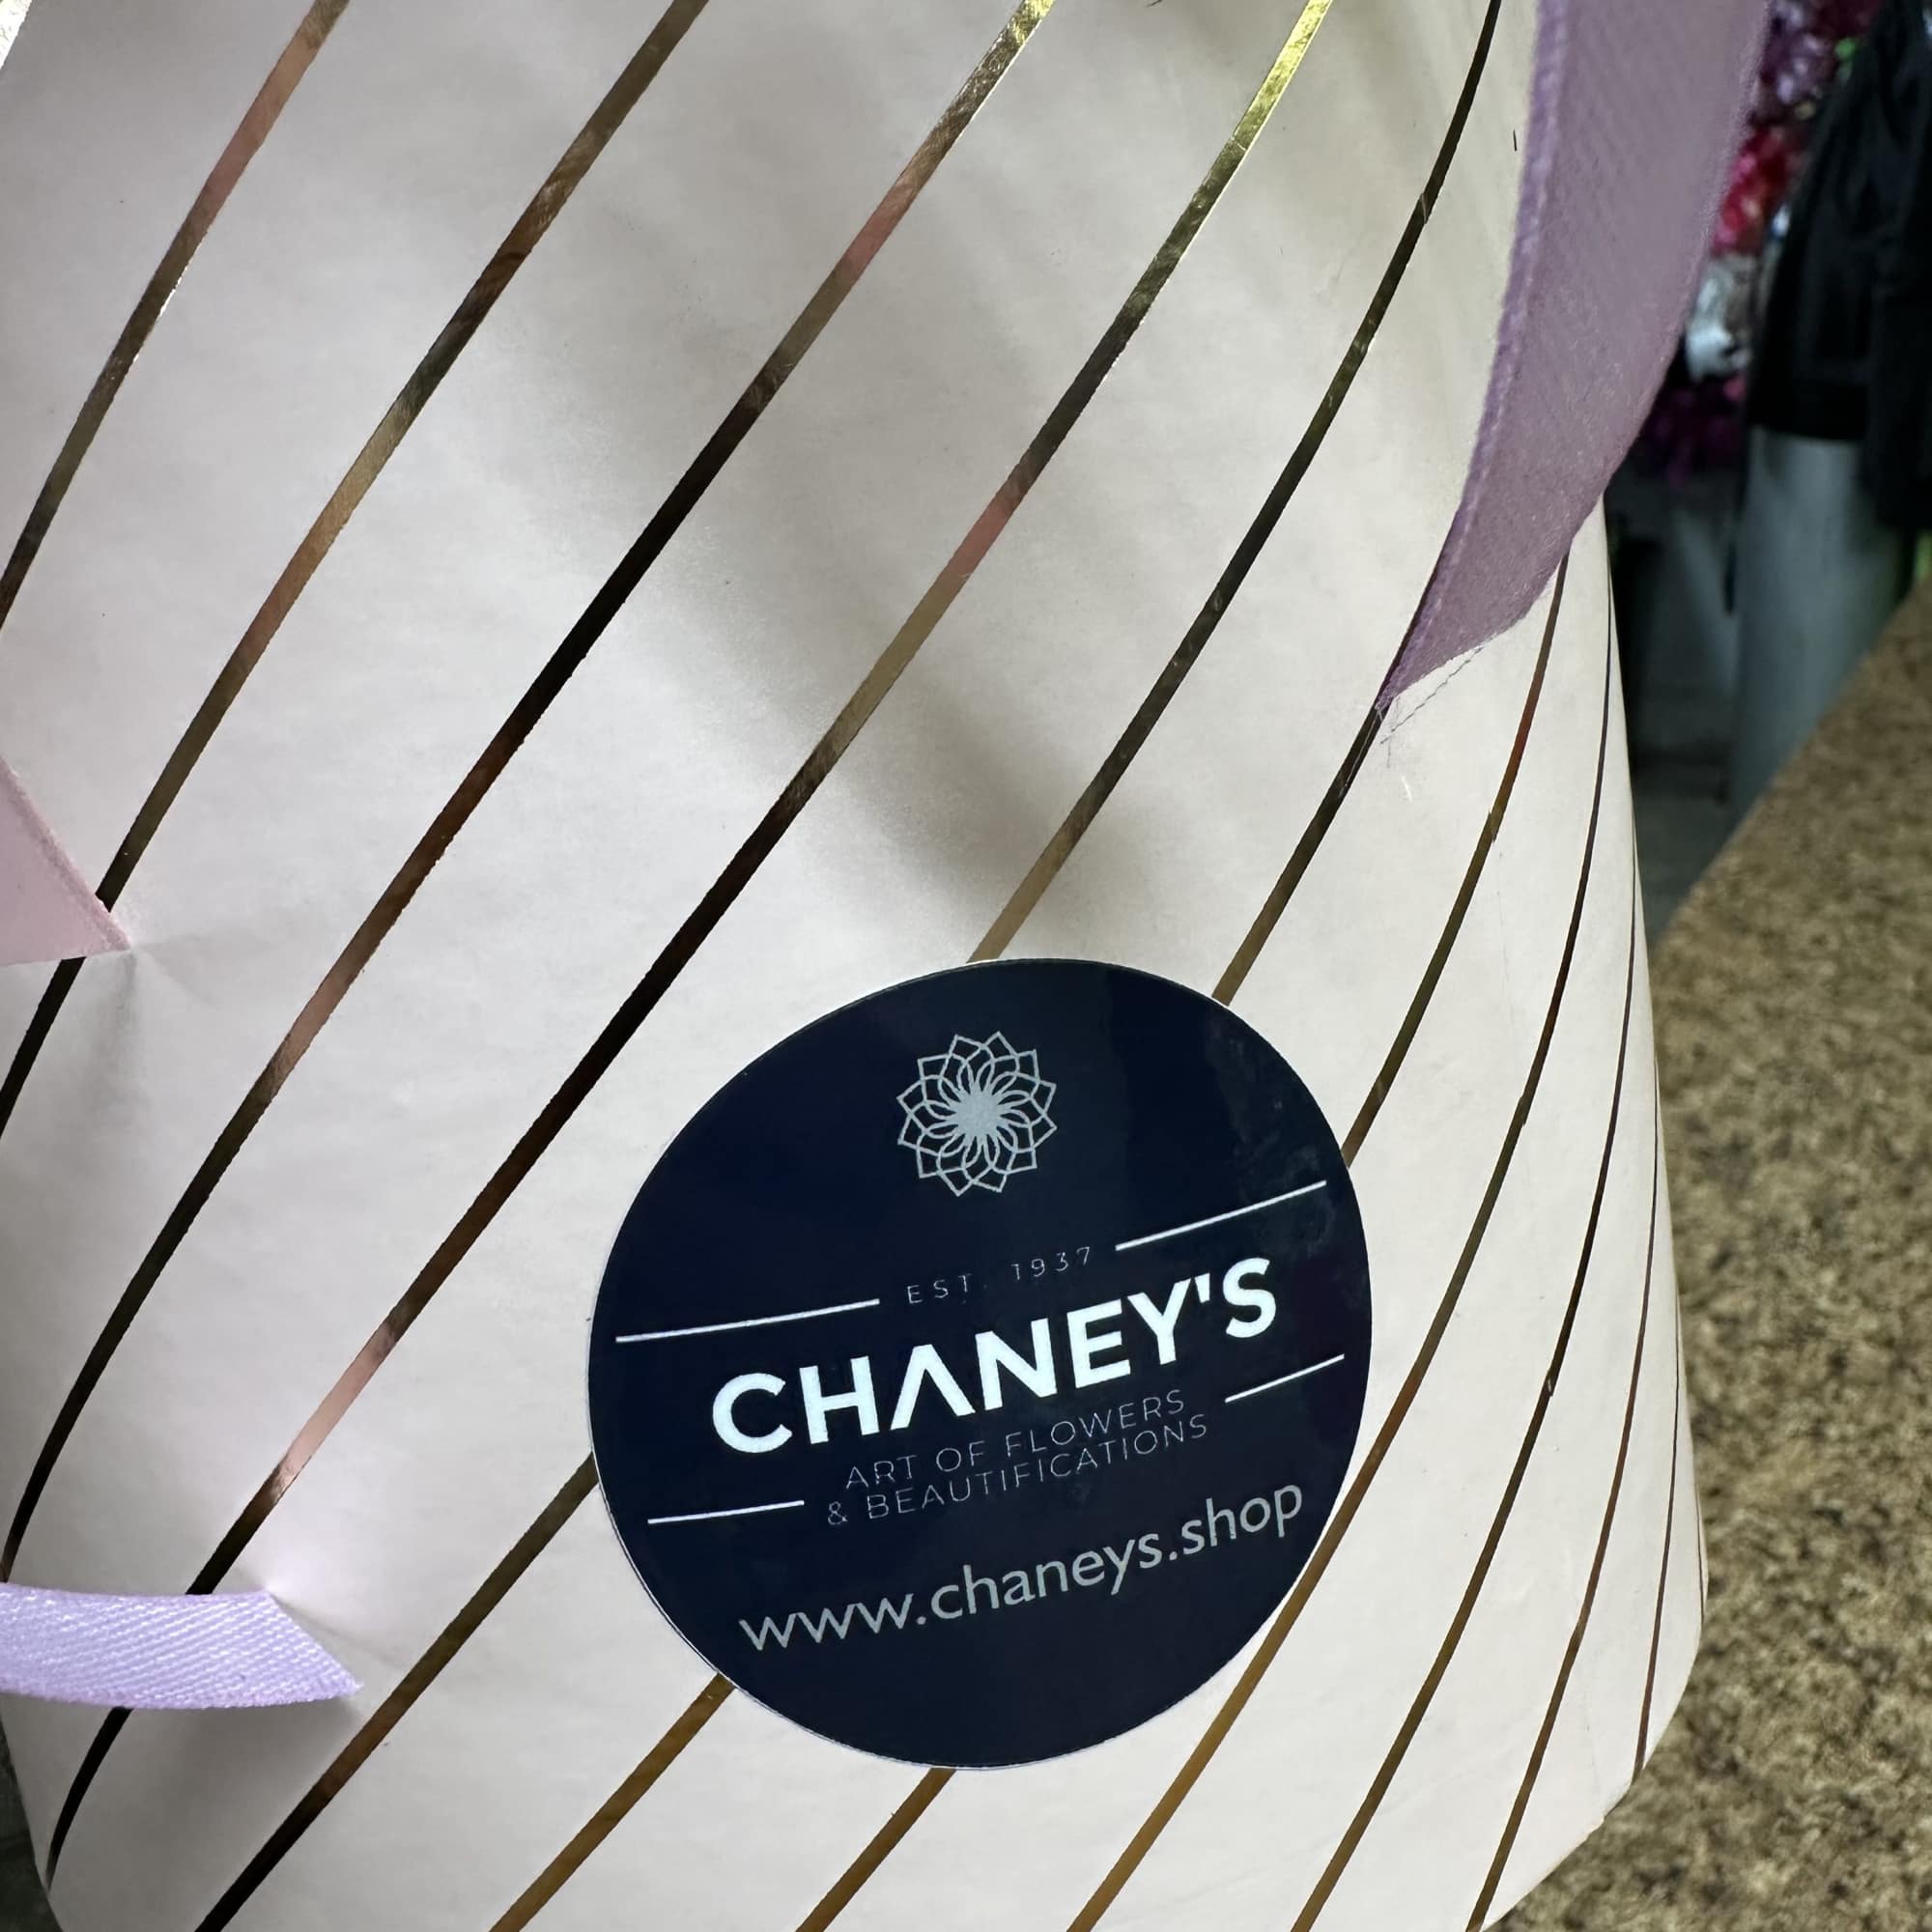 EST. 1937
CHANEY'S
ART OF FLOWERS
& BEAUTIFICATIONS
www.chaneys.shop